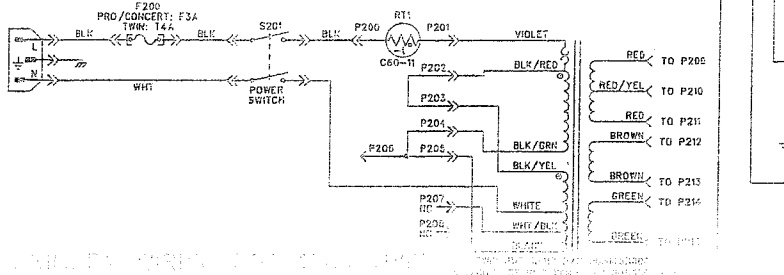 F200
PRO/CONCERT: F3A
TWIN: T4A
S201
RT1
BLK
BLK
BLK
P200
P201
VIOLET
L
C60-11
N
WHT
POWER
SWITCH
P202
BLK/RED
P203
P204
BLK/GRN
P206
P205
BLK/YEL
P207
NC
WHITE
P208
NC
WHT/BLK
RED
TO P209
RED/YEL
TO P210
RED
TO P211
BROWN
TO P212
BROWN
TO P213
GREEN
TO P214
GREEN